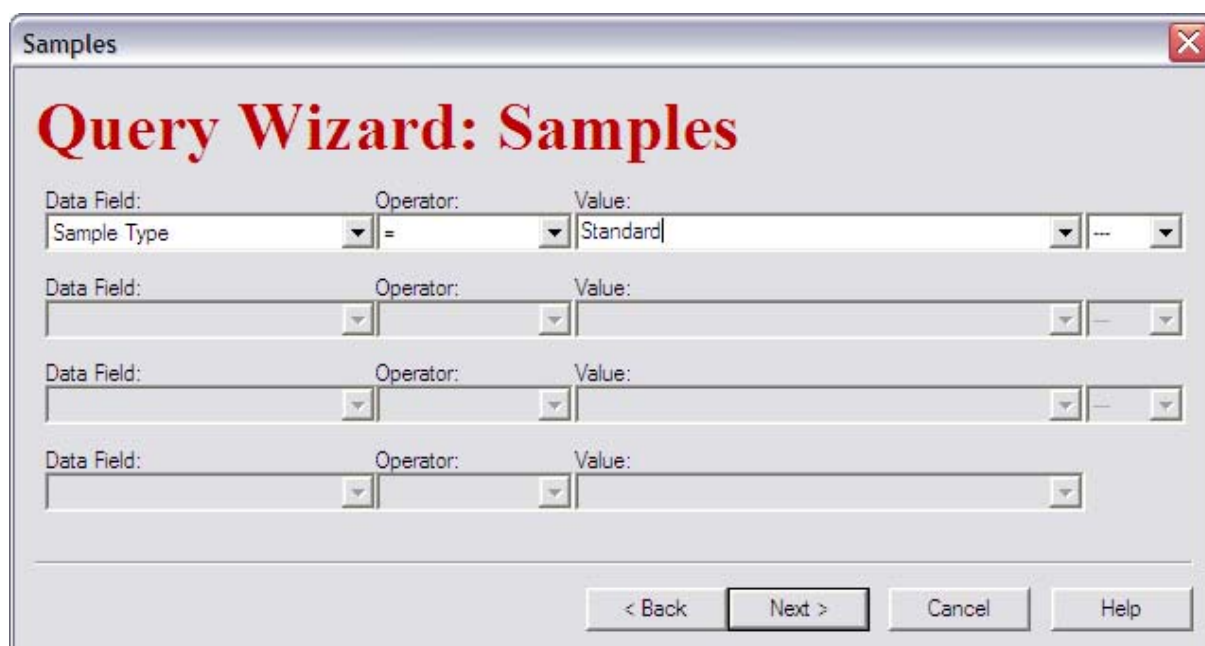 Samples
Query Wizard: Samples
Data Field: Operator: Value:
Sample Type = Standard ---
Data Field: Operator: Value:
---
Data Field: Operator: Value:
---
Data Field: Operator: Value:
< Back Next > Cancel Help